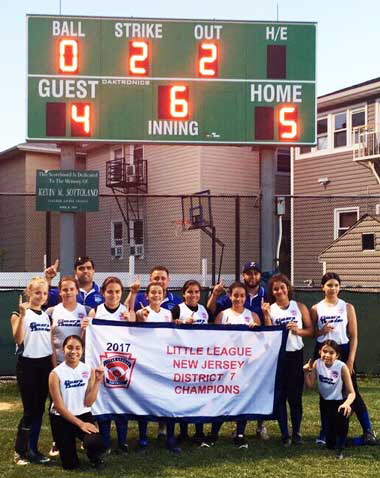 BALL STRIKE OUT H/E
0 2 2
DAKTRONICS
GUEST HOME
4 6 5
INNING
This Scoreboard is Dedicated
To the Memory of
KEVIN W. SOTTOLANO
2017 LITTLE LEAGUE
NEW JERSEY
DISTRICT 7
CHAMPIONS